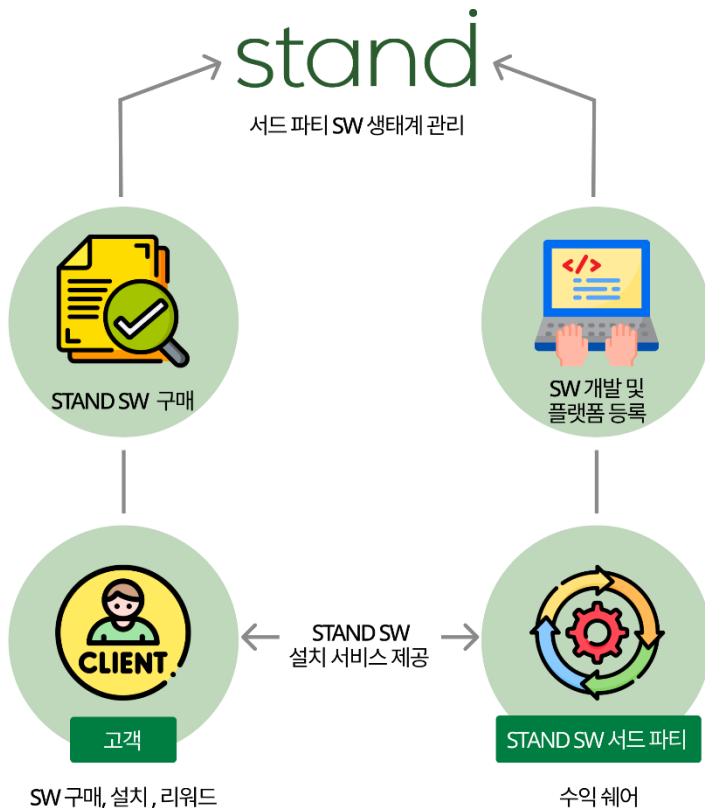 stand
서드 파티 SW 생태계 관리
</>
STAND SW 구매
SW 개발 및
플랫폼 등록
CLIENT
STAND SW
설치 서비스 제공
고객
STAND SW 서드 파티
SW 구매, 설치 , 리워드
수익 쉐어